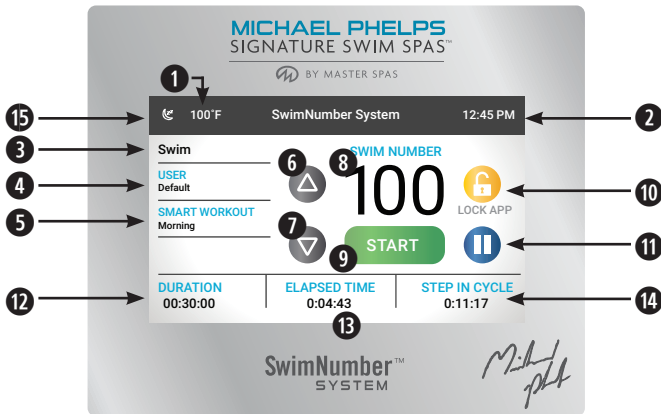 MICHAEL PHELPS
SIGNATURE SWIM SPAS™
BY MASTER SPAS
1
15 100°F SwimNumber System 12:45 PM 2
3 Swim
6 8 SWIM NUMBER
4 USER
Default
100
10
LOCK APP
5 SMART WORKOUT
Morning
7
9 START 11
12 DURATION ELAPSED TIME STEP IN CYCLE 14
00:30:00 0:04:43 0:11:17
13
SwimNumber™
SYSTEM